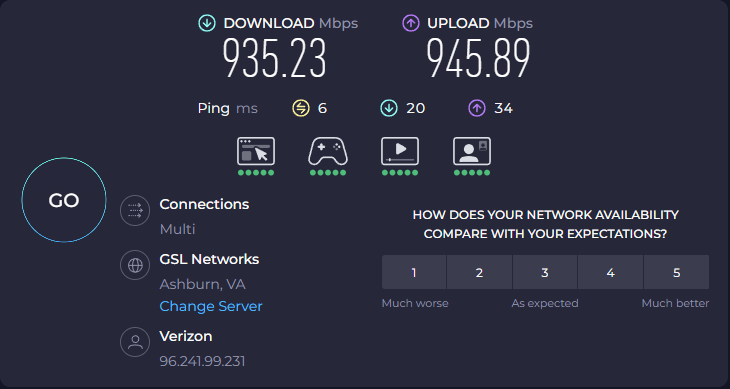 DOWNLOAD Mbps
UPLOAD Mbps
935.23
945.89
Ping ms
6
20
34
GO
Connections
Multi
GSL Networks
Ashburn, VA
Change Server
Verizon
96.241.99.231
HOW DOES YOUR NETWORK AVAILABILITY
COMPARE WITH YOUR EXPECTATIONS?
1
2
3
4
5
Much worse
As expected
Much better